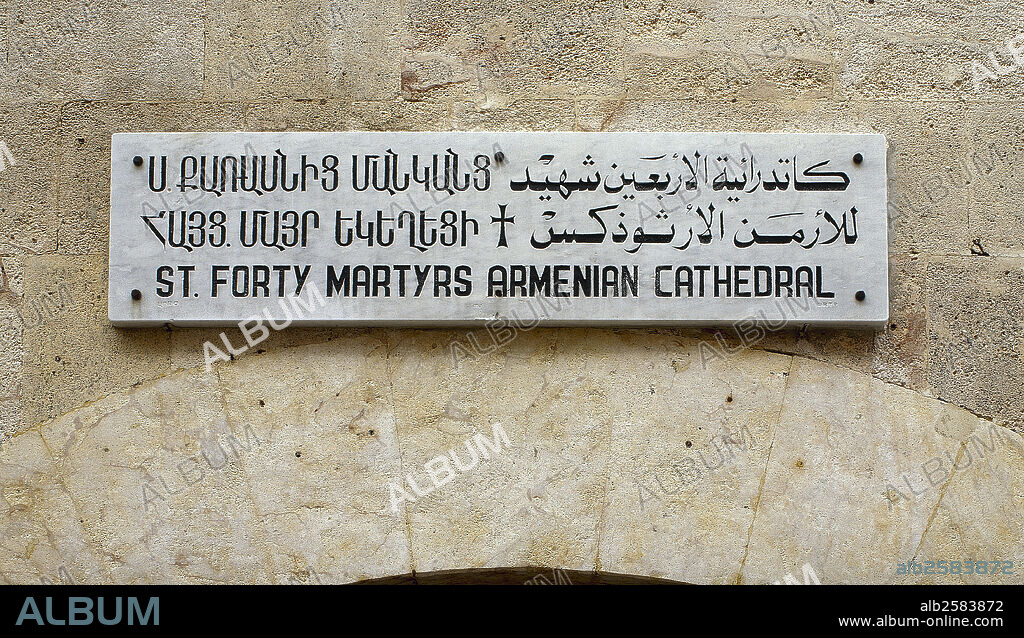 Ս. ՔԱՌԱՍՆԻՑ ՄԱՆԿԱՆՑ كاتدرائية الأربعين شهيد
ՀԱՅՑ. ՄԱՅՐ ԵԿԵՂԵՑԻ ✝ للأرمن الأرثوذكس
ST. FORTY MARTYRS ARMENIAN CATHEDRAL
alb2583872
ALBUM
alb2583872
www.album-online.com